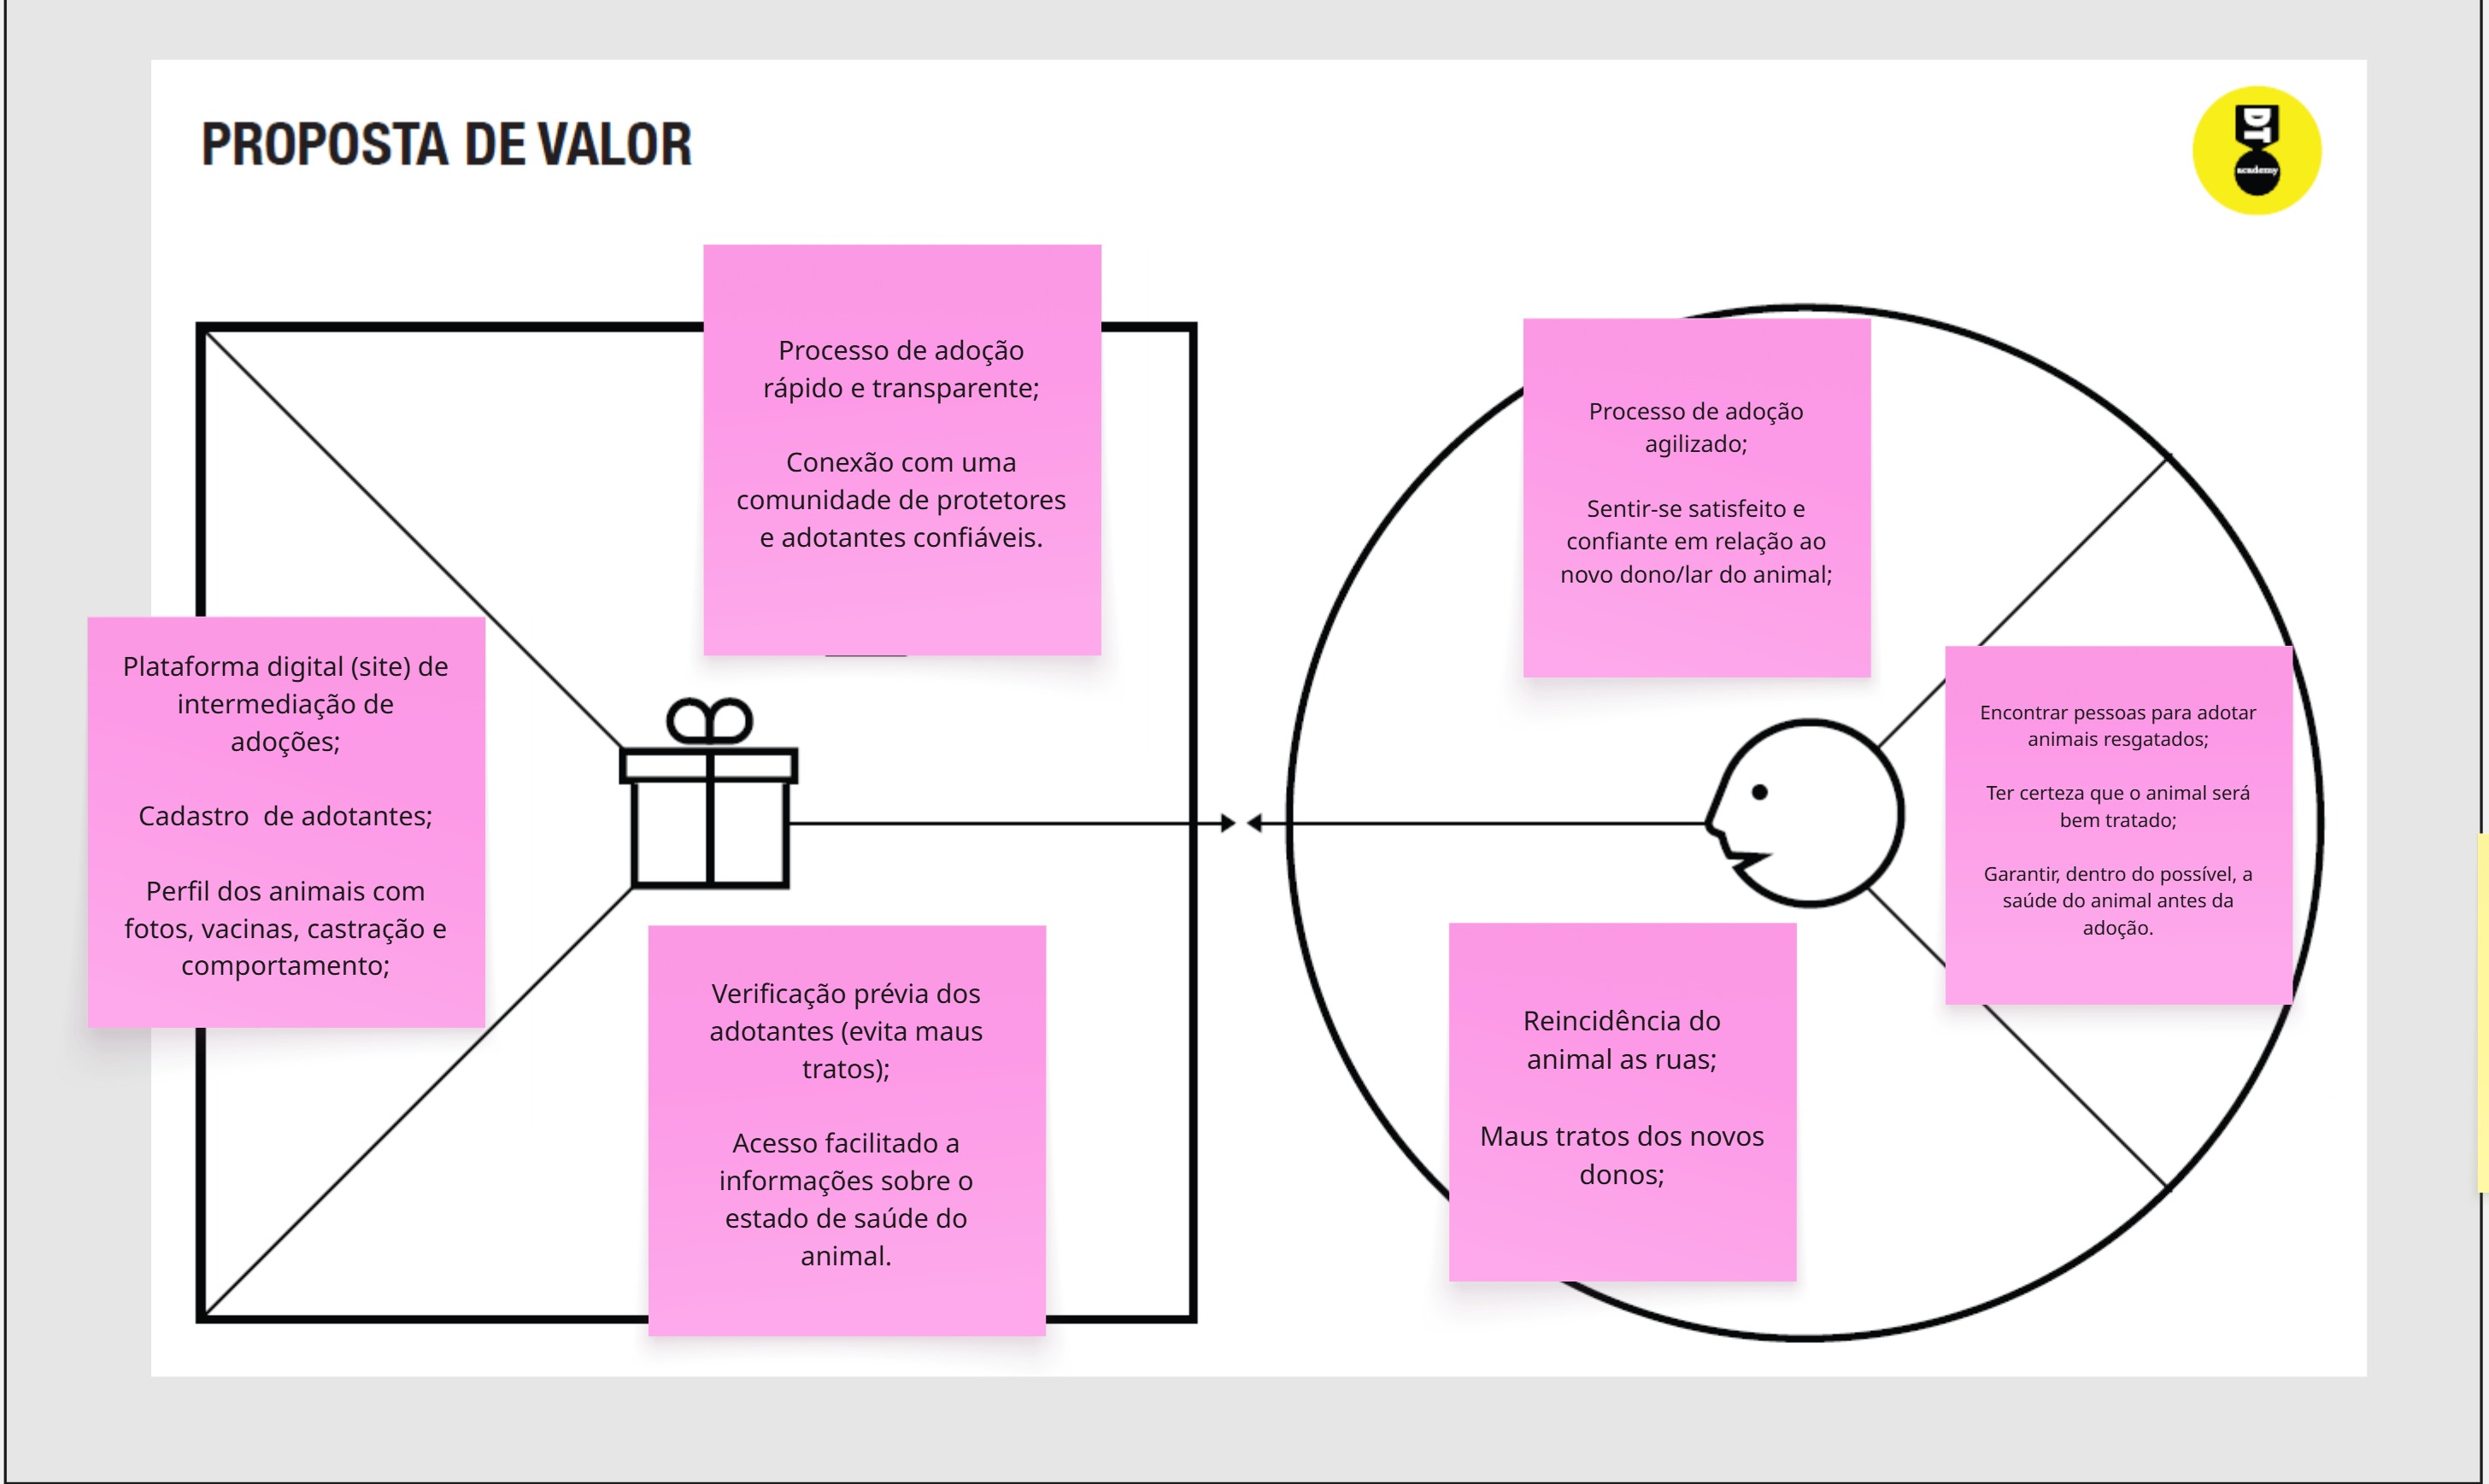 PROPOSTA DE VALOR
DT
academy
Processo de adoção
rápido e transparente;
Conexão com uma
comunidade de protetores
e adotantes confiáveis.
Plataforma digital (site) de
intermediação de
adoções;
Cadastro  de adotantes;
Perfil dos animais com
fotos, vacinas, castração e
comportamento;
Verificação prévia dos
adotantes (evita maus
tratos);
Acesso facilitado a
informações sobre o
estado de saúde do
animal.
Processo de adoção
agilizado;
Sentir-se satisfeito e
confiante em relação ao
novo dono/lar do animal;
Encontrar pessoas para adotar
animais resgatados;
Ter certeza que o animal será
bem tratado;
Garantir, dentro do possível, a
saúde do animal antes da
adoção.
Reincidência do
animal as ruas;
Maus tratos dos novos
donos;